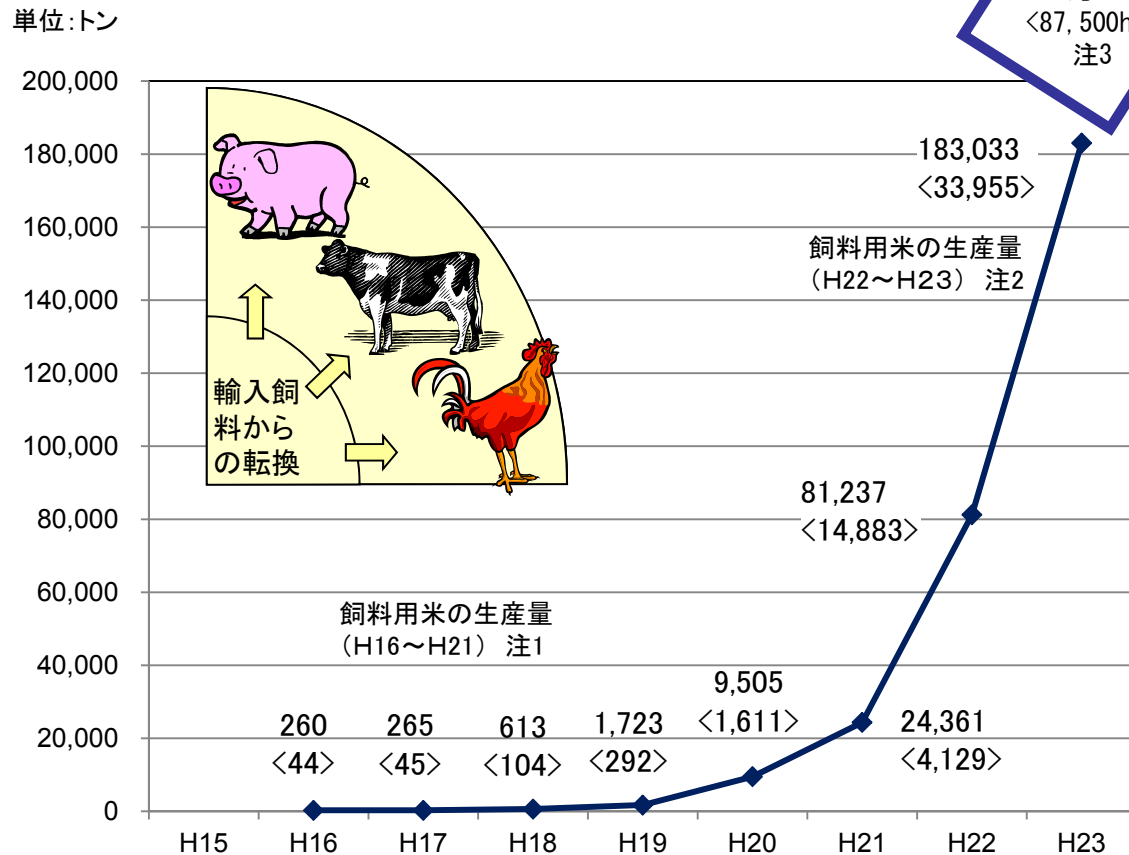 単位:トン
<87,500h
注3
200,000
180,000
160,000
140,000
120,000
100,000
80,000
60,000
40,000
20,000
0
輸入飼
料から
の転換
183,033
<33,955>
飼料用米の生産量
(H22～H23) 注2
81,237
<14,883>
飼料用米の生産量
(H16～H21) 注1
260
<44>
265
<45>
613
<104>
1,723
<292>
9,505
<1,611>
24,361
<4,129>
H15 H16 H17 H18 H19 H20 H21 H22 H23